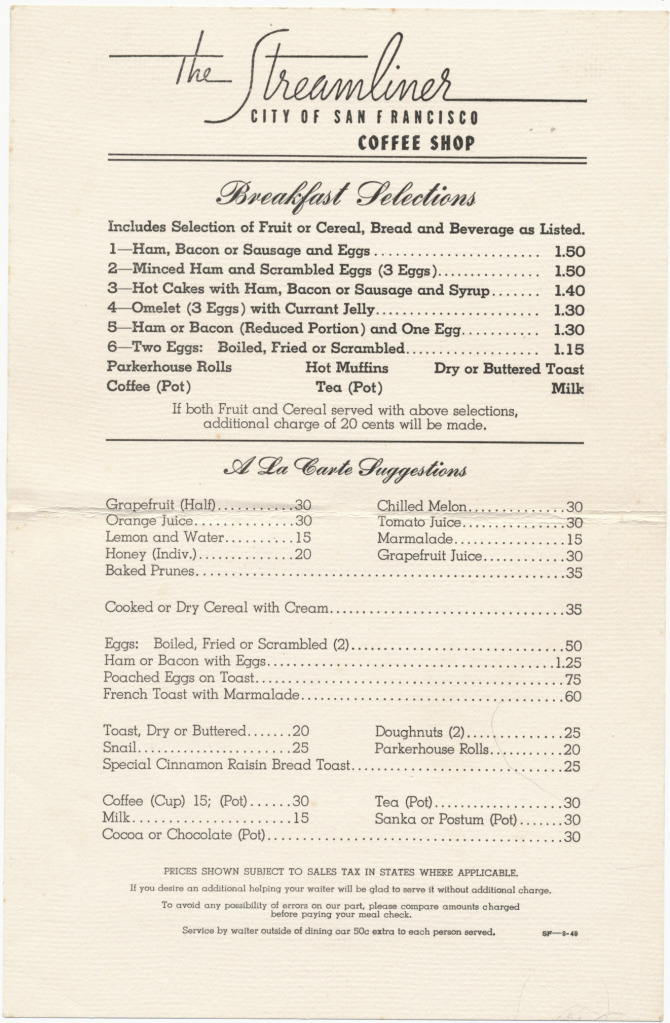 The Streamliner
CITY OF SAN FRANCISCO
COFFEE SHOP
Breakfast Selections
Includes Selection of Fruit or Cereal, Bread and Beverage as Listed.
1—Ham, Bacon or Sausage and Eggs ........................ 1.50
2—Minced Ham and Scrambled Eggs (3 Eggs)............... 1.50
3—Hot Cakes with Ham, Bacon or Sausage and Syrup....... 1.40
4—Omelet (3 Eggs) with Currant Jelly........................ 1.30
5—Ham or Bacon (Reduced Portion) and One Egg........... 1.30
6—Two Eggs: Boiled, Fried or Scrambled................... 1.15
Parkerhouse Rolls Hot Muffins Dry or Buttered Toast
Coffee (Pot) Tea (Pot) Milk
If both Fruit and Cereal served with above selections,
additional charge of 20 cents will be made.
A La Carte Suggestions
Grapefruit (Half)...........30 Chilled Melon..............30
Orange Juice..............30 Tomato Juice...............30
Lemon and Water..........15 Marmalade.................15
Honey (Indiv.).............20 Grapefruit Juice............30
Baked Prunes......................................................35
Cooked or Dry Cereal with Cream...................................35
Eggs: Boiled, Fried or Scrambled (2)................................50
Ham or Bacon with Eggs...........................................1.25
Poached Eggs on Toast..............................................75
French Toast with Marmalade.......................................60
Toast, Dry or Buttered.......20 Doughnuts (2)..............25
Snail......................25 Parkerhouse Rolls...........20
Special Cinnamon Raisin Bread Toast................................25
Coffee (Cup) 15; (Pot)......30 Tea (Pot)...................30
Milk.......................15 Sanka or Postum (Pot).......30
Cocoa or Chocolate (Pot)............................................30
PRICES SHOWN SUBJECT TO SALES TAX IN STATES WHERE APPLICABLE.
If you desire an additional helping your waiter will be glad to serve it without additional charge.
To avoid any possibility of errors on our part, please compare amounts charged
before paying your meal check.
Service by waiter outside of dining car 50c extra to each person served.